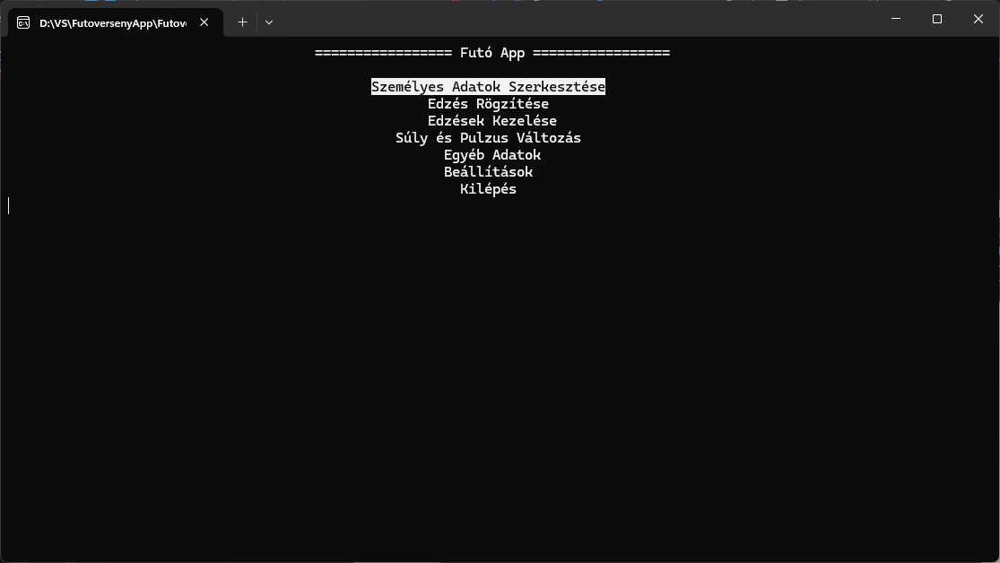 D:\VS\FutoversenyApp\Futov
================= Futó App =================
Személyes Adatok Szerkesztése
Edzés Rögzítése
Edzések Kezelése
Súly és Pulzus Változás
Egyéb Adatok
Beállítások
Kilépés